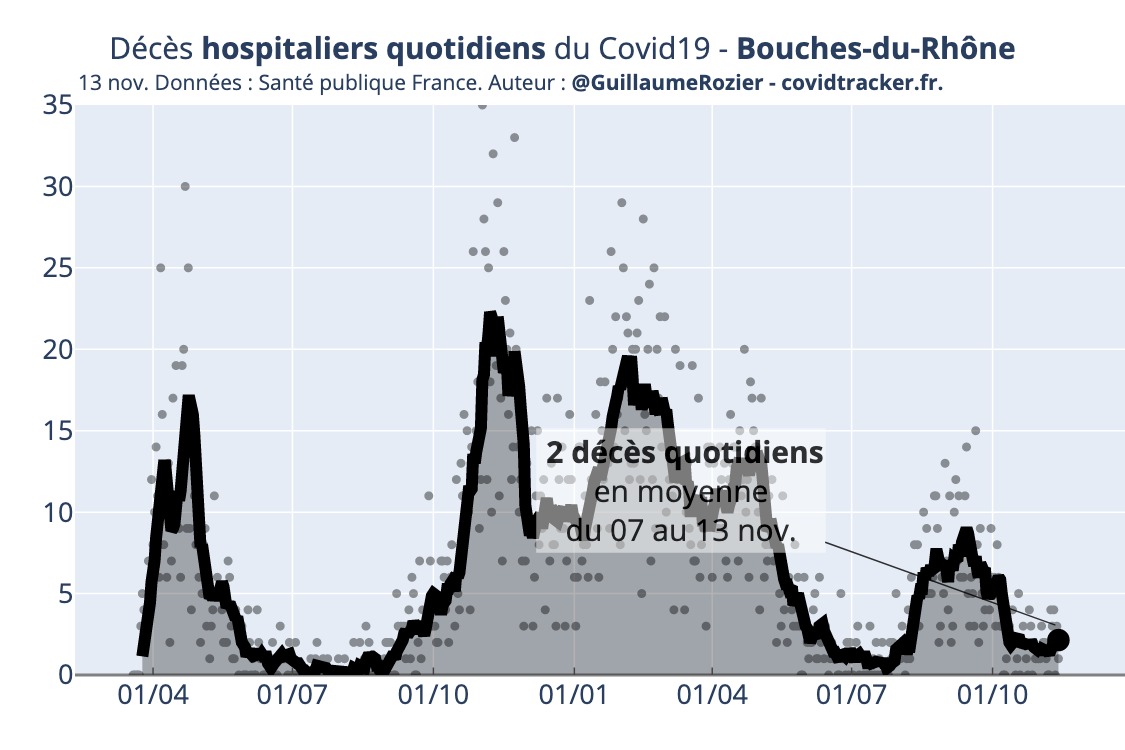 Décès hospitaliers quotidiens du Covid19 - Bouches-du-Rhône
13 nov. Données : Santé publique France. Auteur : @GuillaumeRozier - covidtracker.fr.
35
30
25
20
15
10
5
0
2 décès quotidiens
en moyenne
du 07 au 13 nov.
01/04 01/07 01/10 01/01 01/04 01/07 01/10